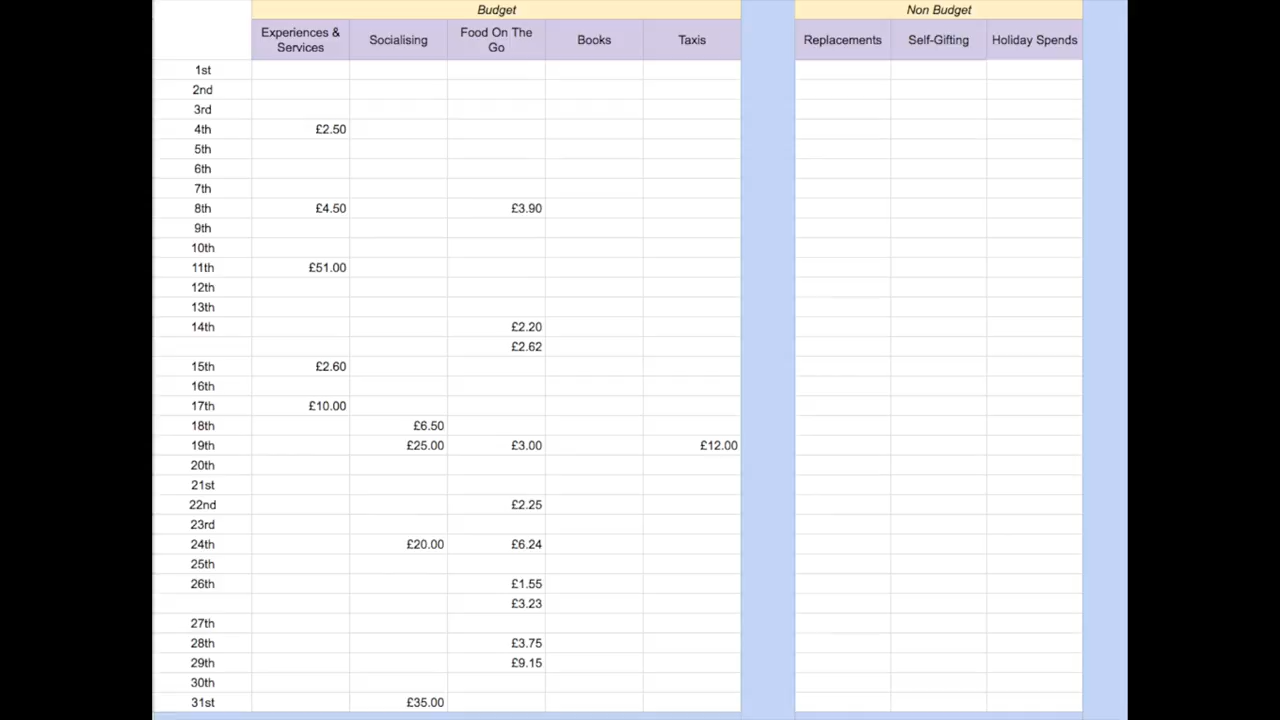 Budget Non Budget
Experiences & Services Socialising Food On The Go Books Taxis Replacements Self-Gifting Holiday Spends
1st
2nd
3rd
4th £2.50
5th
6th
7th
8th £4.50 £3.90
9th
10th
11th £51.00
12th
13th
14th £2.20
£2.62
15th £2.60
16th
17th £10.00
18th £6.50
19th £25.00 £3.00 £12.00
20th
21st
22nd £2.25
23rd
24th £20.00 £6.24
25th
26th £1.55
£3.23
27th
28th £3.75
29th £9.15
30th
31st £35.00